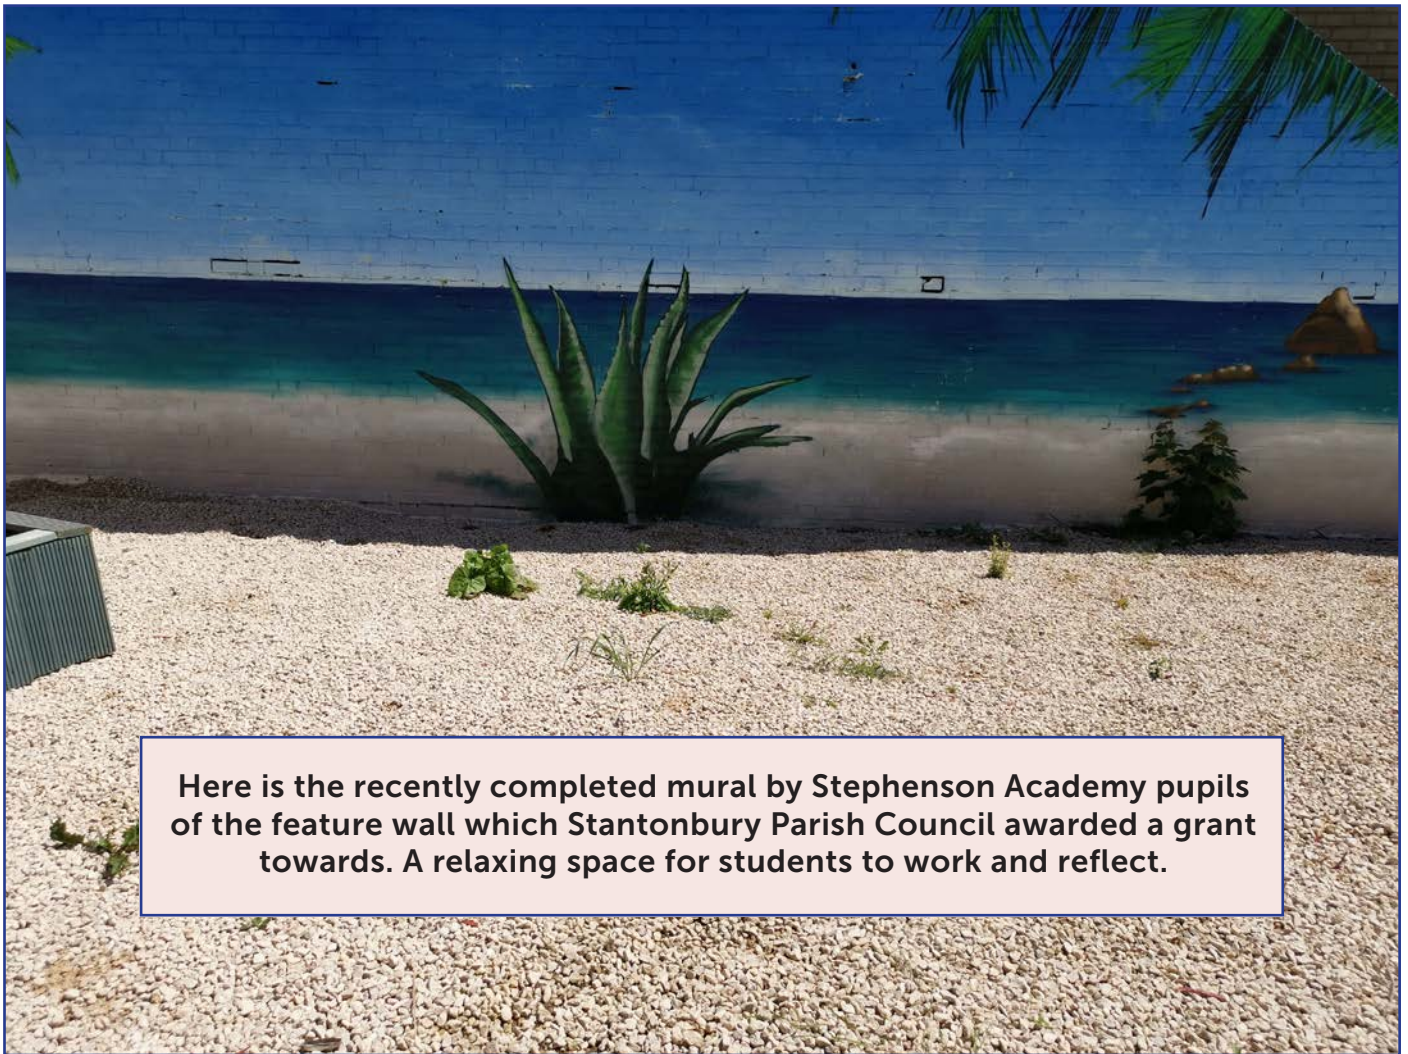 Here is the recently completed mural by Stephenson Academy pupils
of the feature wall which Stantonbury Parish Council awarded a grant
towards. A relaxing space for students to work and reflect.